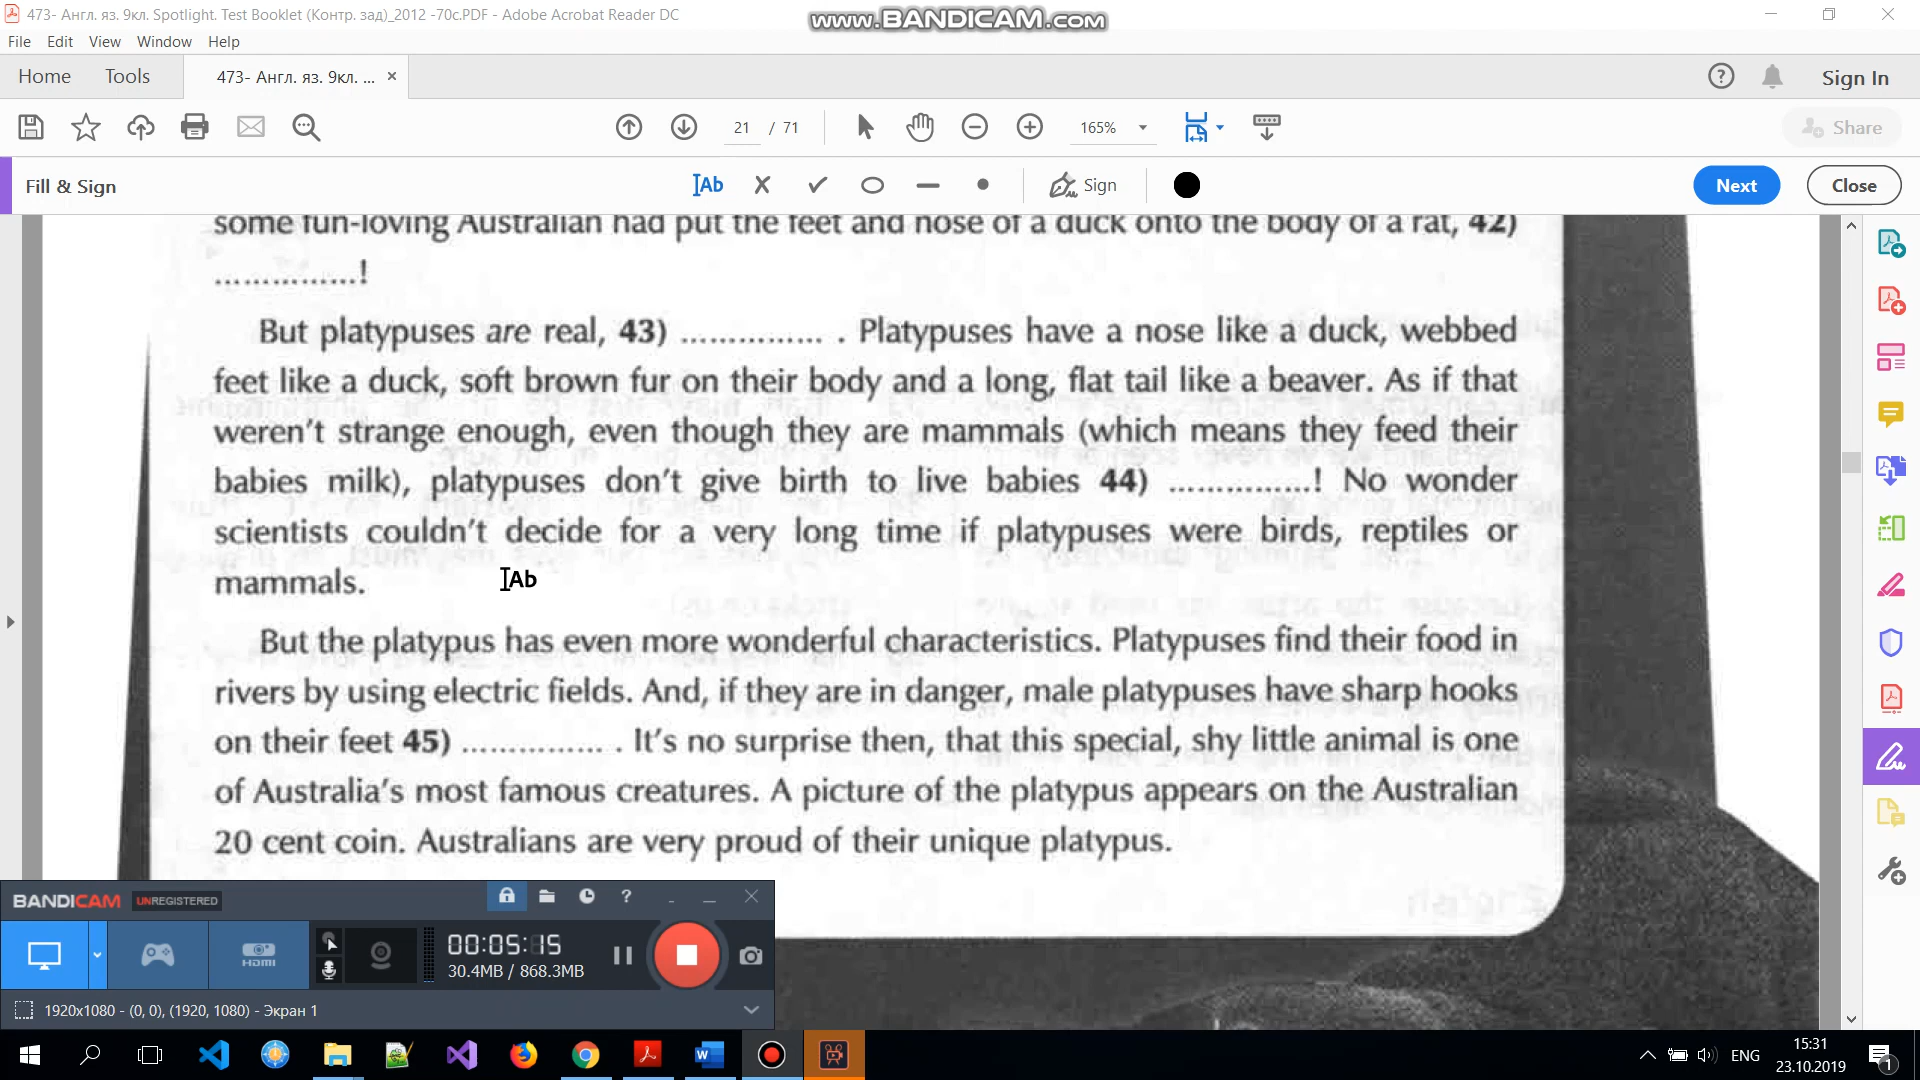 473- Англ. яз. 9кл. Spotlight. Test Booklet (Контр. зад)_2012 -70с.PDF - Adobe Acrobat Reader DC
www.BANDICAM.com
File Edit View Window Help
Home Tools 473- Англ. яз. 9кл. ... ×
Sign In
21 / 71 165% Share
Fill & Sign Ab Sign Next Close
some fun-loving Australian had put the feet and nose of a duck onto the body of a rat, 42)
...............!
But platypuses are real, 43) ............... . Platypuses have a nose like a duck, webbed
feet like a duck, soft brown fur on their body and a long, flat tail like a beaver. As if that
weren't strange enough, even though they are mammals (which means they feed their
babies milk), platypuses don't give birth to live babies 44) ...............! No wonder
scientists couldn't decide for a very long time if platypuses were birds, reptiles or
mammals.
Ab
But the platypus has even more wonderful characteristics. Platypuses find their food in
rivers by using electric fields. And, if they are in danger, male platypuses have sharp hooks
on their feet 45) ............... . It's no surprise then, that this special, shy little animal is one
of Australia's most famous creatures. A picture of the platypus appears on the Australian
20 cent coin. Australians are very proud of their unique platypus.
BANDICAM UNREGISTERED
HDMI
00:05:15
30.4MB / 868.3MB
1920x1080 - (0, 0), (1920, 1080) - Экран 1
ENG
15:31
23.10.2019
1